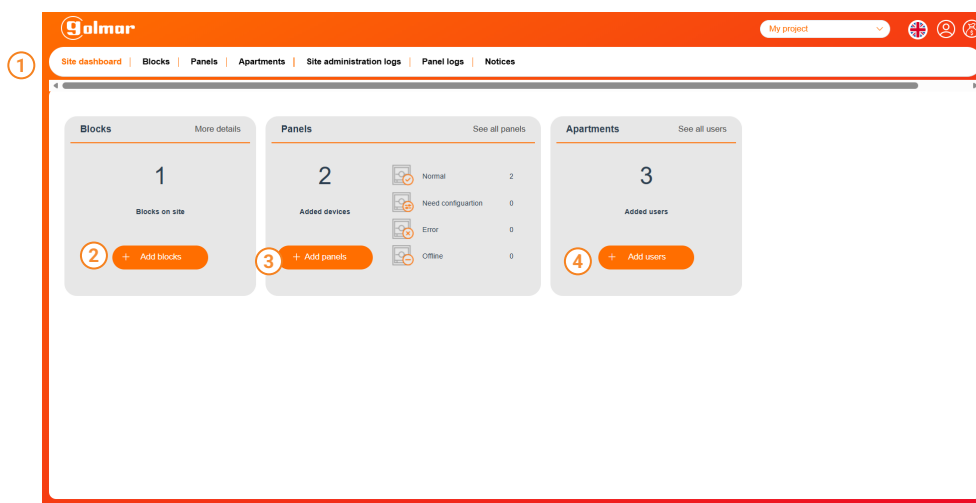 golmar
My project
1
Site dashboard | Blocks | Panels | Apartments | Site administration logs | Panel logs | Notices
Blocks More details
1
Blocks on site
2 + Add blocks
Panels See all panels
2
Added devices
Normal 2
Need configuartion 0
Error 0
Offline 0
3 + Add panels
Apartments See all users
3
Added users
4 + Add users